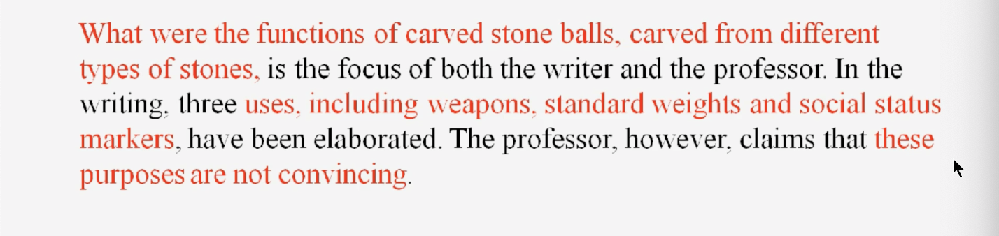 What were the functions of carved stone balls, carved from different
types of stones, is the focus of both the writer and the professor. In the
writing, three uses, including weapons, standard weights and social status
markers, have been elaborated. The professor, however, claims that these
purposes are not convincing.